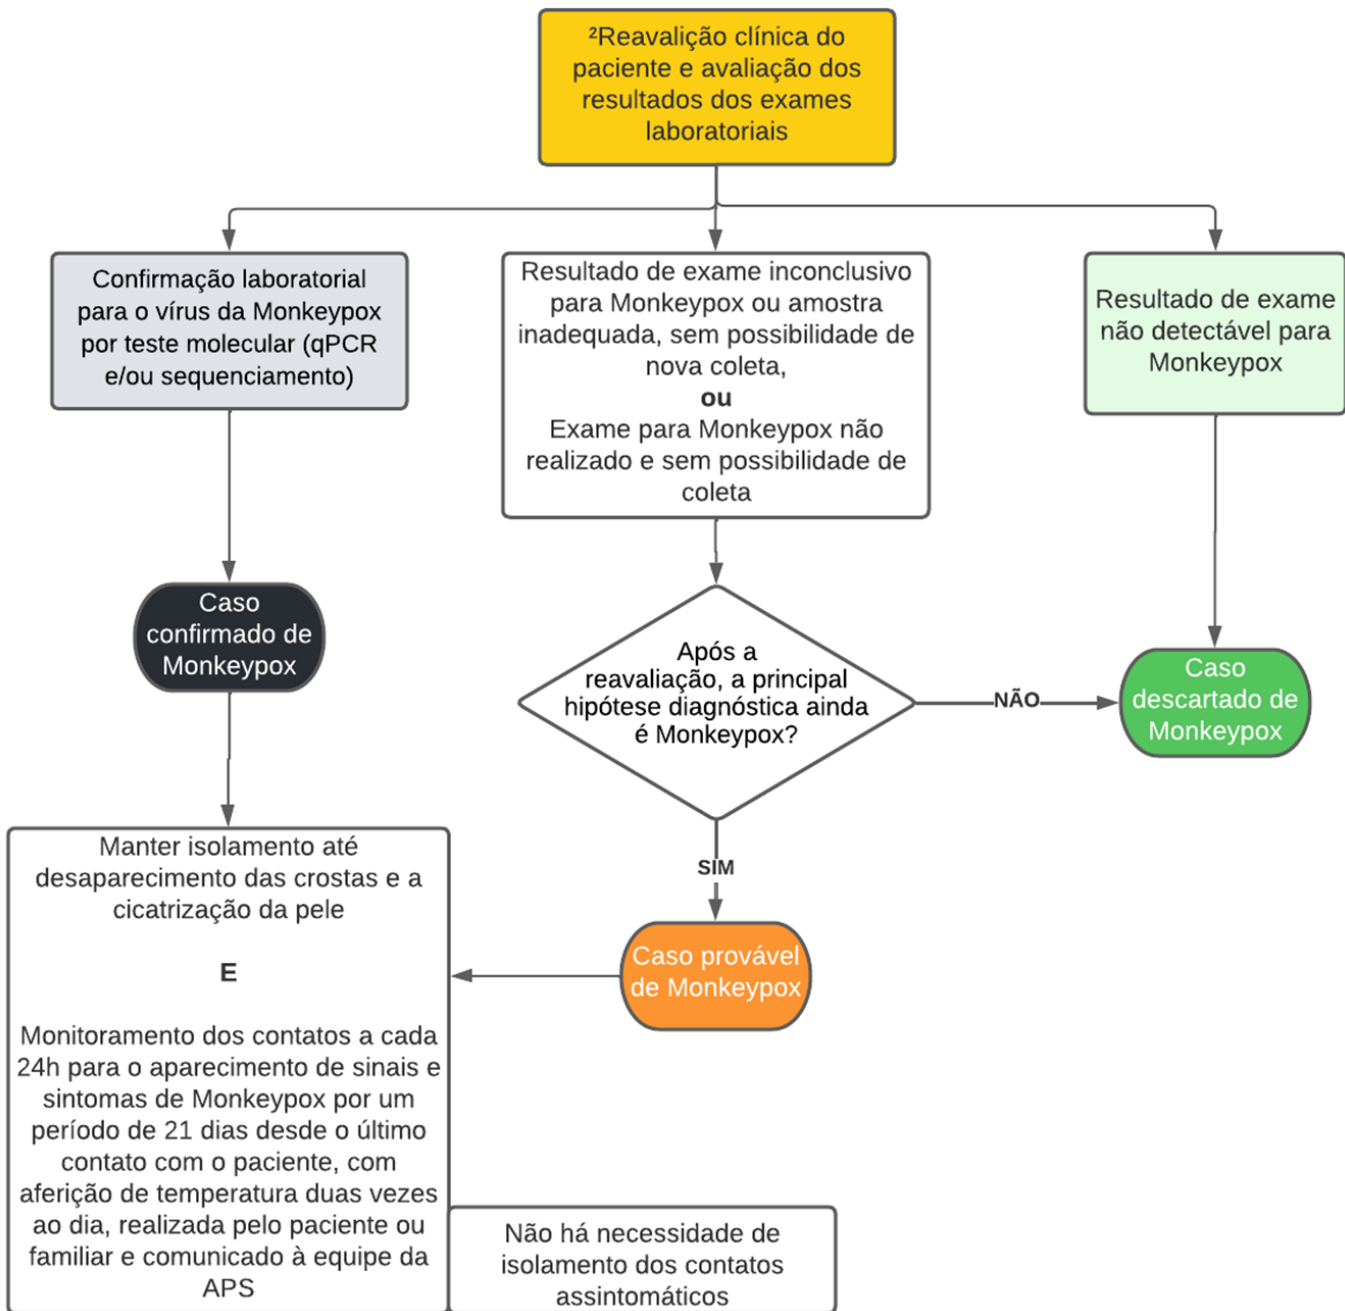 ²Reavalição clínica do
paciente e avaliação dos
resultados dos exames
laboratoriais
Confirmação laboratorial
para o vírus da Monkeypox
por teste molecular (qPCR
e/ou sequenciamento)
Resultado de exame inconclusivo
para Monkeypox ou amostra
inadequada, sem possibilidade de
nova coleta,
ou
Exame para Monkeypox não
realizado e sem possibilidade de
coleta
Resultado de exame
não detectável para
Monkeypox
Caso
confirmado de
Monkeypox
Após a
reavaliação, a principal
hipótese diagnóstica ainda
é Monkeypox?
NÃO
Caso
descartado de
Monkeypox
SIM
Caso provável
de Monkeypox
Manter isolamento até
desaparecimento das crostas e a
cicatrização da pele
E
Monitoramento dos contatos a cada
24h para o aparecimento de sinais e
sintomas de Monkeypox por um
período de 21 dias desde o último
contato com o paciente, com
aferição de temperatura duas vezes
ao dia, realizada pelo paciente ou
familiar e comunicado à equipe da
APS
Não há necessidade de
isolamento dos contatos
assintomáticos